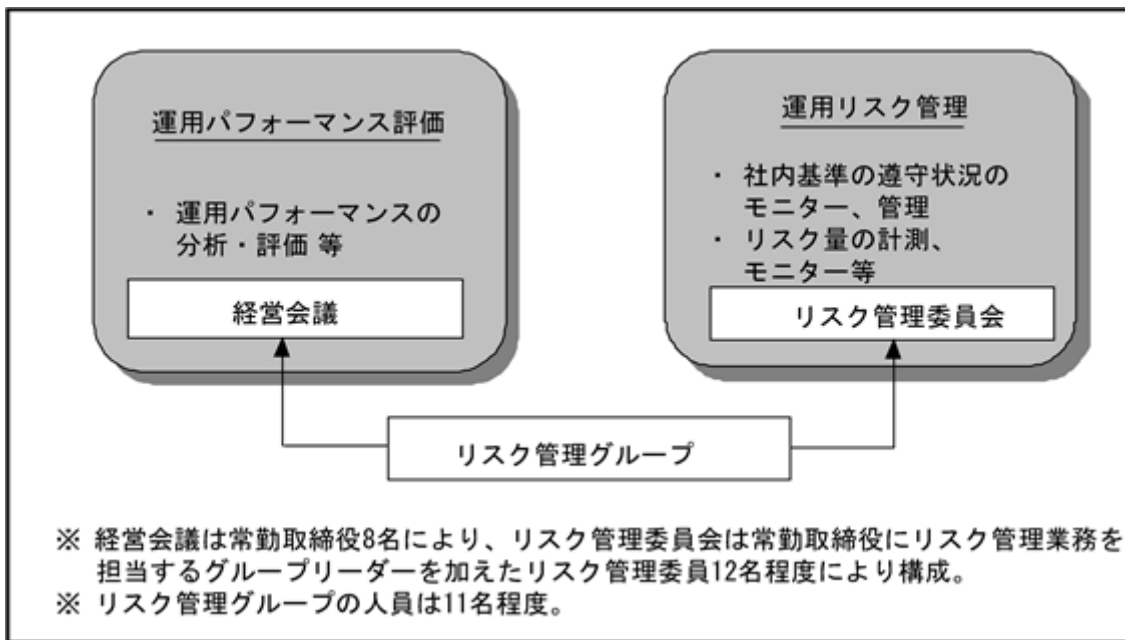 運用パフォーマンス評価
・ 運用パフォーマンスの
分析・評価 等
経営会議
運用リスク管理
・ 社内基準の遵守状況の
モニター、管理
・ リスク量の計測、
モニター等
リスク管理委員会
リスク管理グループ
※ 経営会議は常勤取締役8名により、リスク管理委員会は常勤取締役にリスク管理業務を
担当するグループリーダーを加えたリスク管理委員12名程度により構成。
※ リスク管理グループの人員は11名程度。